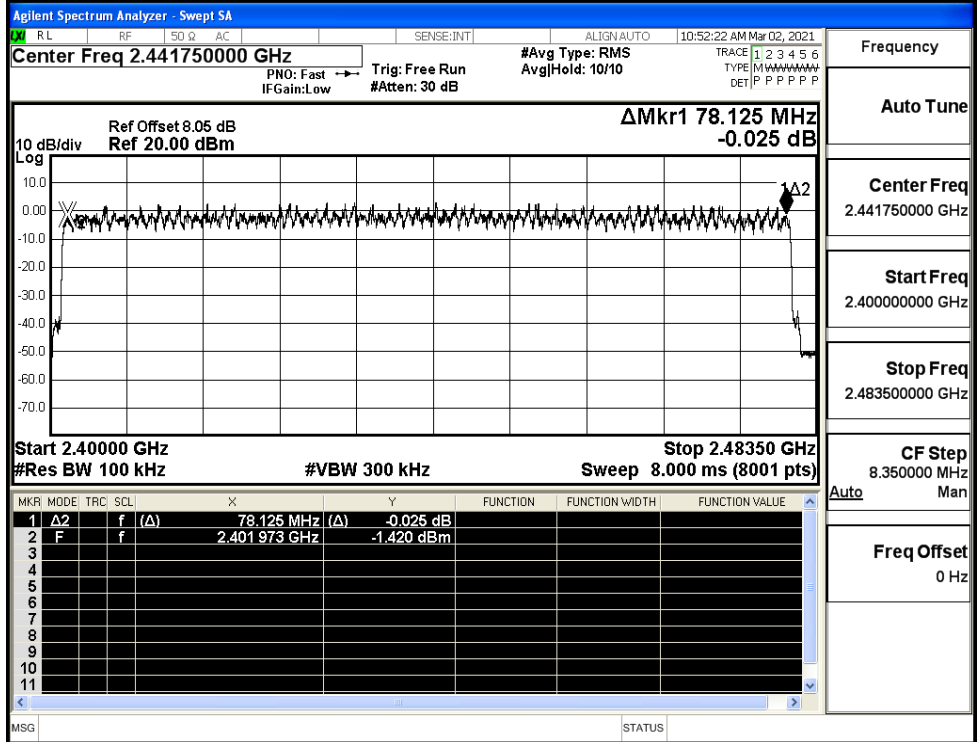 Agilent Spectrum Analyzer - Swept SA
LXI RL RF 50 Ω AC SENSE:INT ALIGN AUTO 10:52:22 AM Mar 02, 2021
Center Freq 2.441750000 GHz
PNO: Fast
IFGain:Low
Trig: Free Run
#Atten: 30 dB
#Avg Type: RMS
Avg|Hold: 10/10
TRACE 1 2 3 4 5 6
TYPE M W W W W W
DET P P P P P P
ΔMkr1 78.125 MHz
-0.025 dB
Ref Offset 8.05 dB
10 dB/div Ref 20.00 dBm
Log
10.0
0.00
-10.0
-20.0
-30.0
-40.0
-50.0
-60.0
-70.0
1Δ2
Start 2.40000 GHz Stop 2.48350 GHz
#Res BW 100 kHz #VBW 300 kHz Sweep 8.000 ms (8001 pts)
MKR MODE TRC SCL X Y FUNCTION FUNCTION WIDTH FUNCTION VALUE
1 Δ2 f (Δ) 78.125 MHz (Δ) -0.025 dB
2 F f 2.401 973 GHz -1.420 dBm
3
4
5
6
7
8
9
10
11
MSG STATUS
Frequency
Auto Tune
Center Freq
2.441750000 GHz
Start Freq
2.400000000 GHz
Stop Freq
2.483500000 GHz
CF Step
8.350000 MHz
Auto Man
Freq Offset
0 Hz